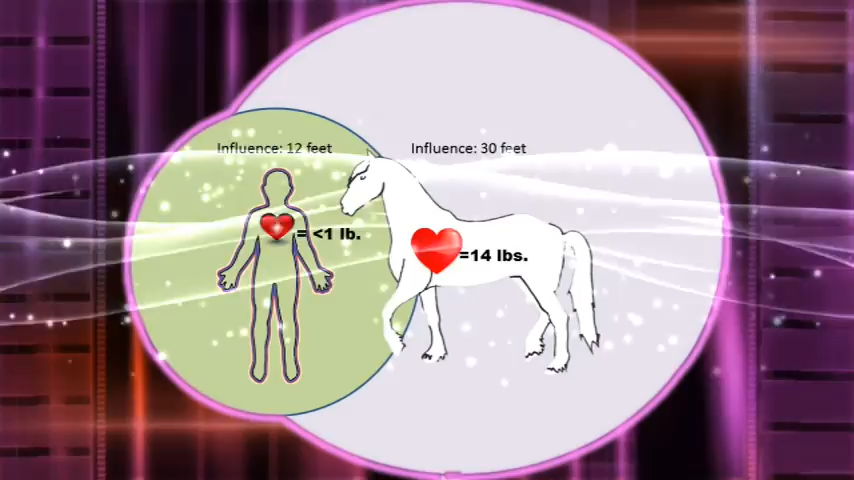 Influence: 12 feet
Influence: 30 feet
= <1 lb.
=14 lbs.